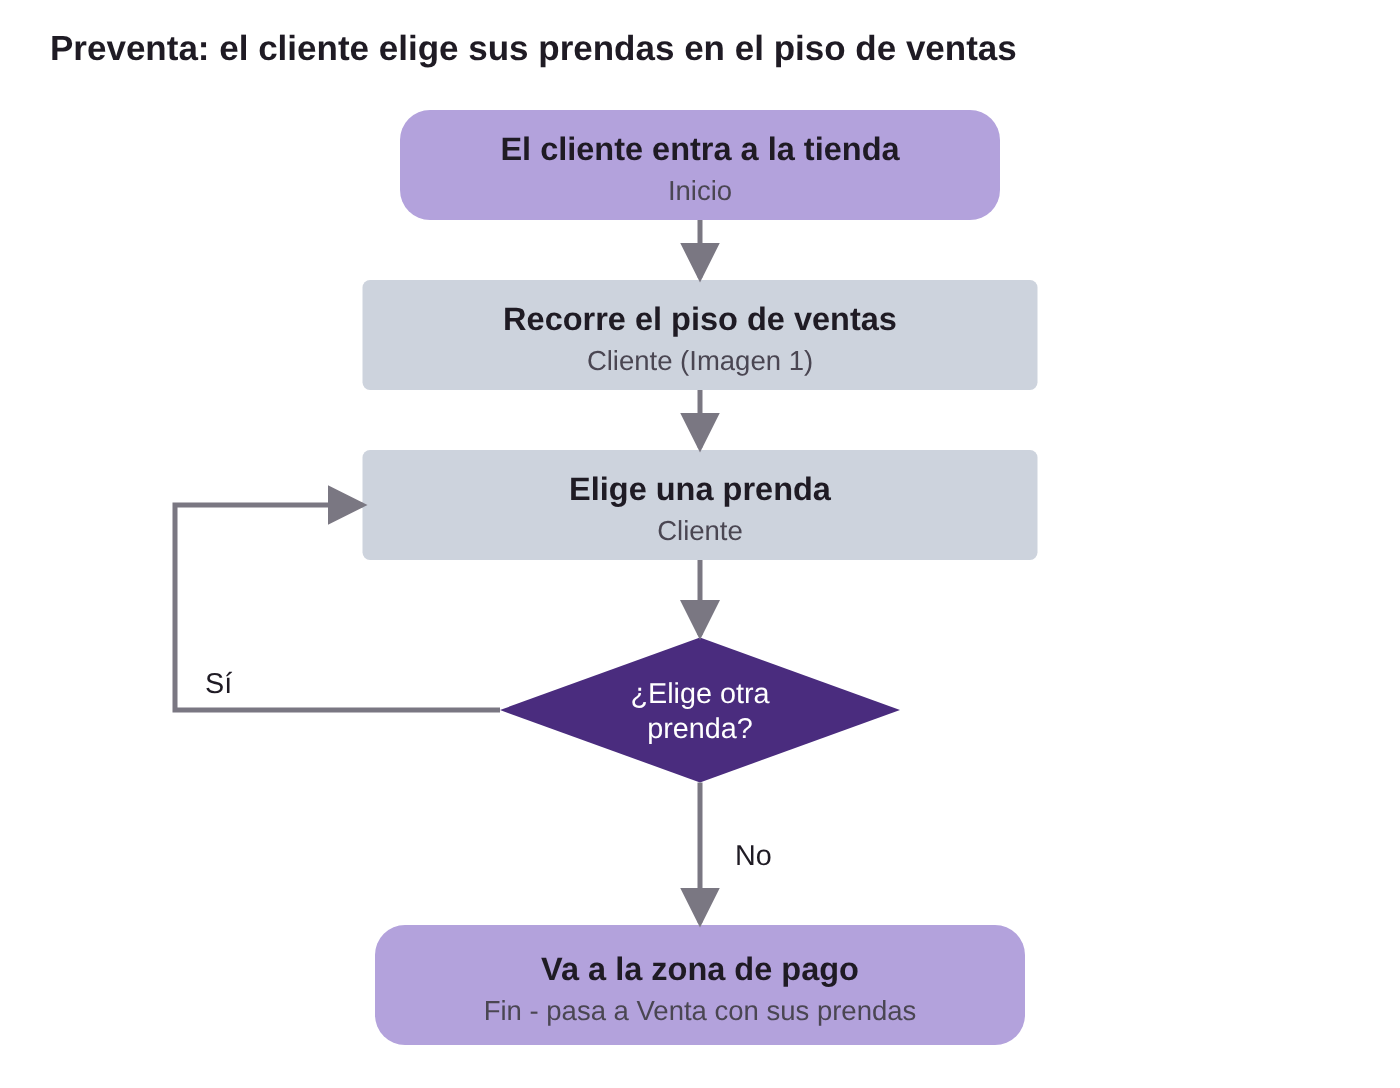 Preventa: el cliente elige sus prendas en el piso de ventas
El cliente entra a la tienda
Inicio
Recorre el piso de ventas
Cliente (Imagen 1)
Elige una prenda
Cliente
Sí
¿Elige otra
prenda?
No
Va a la zona de pago
Fin - pasa a Venta con sus prendas